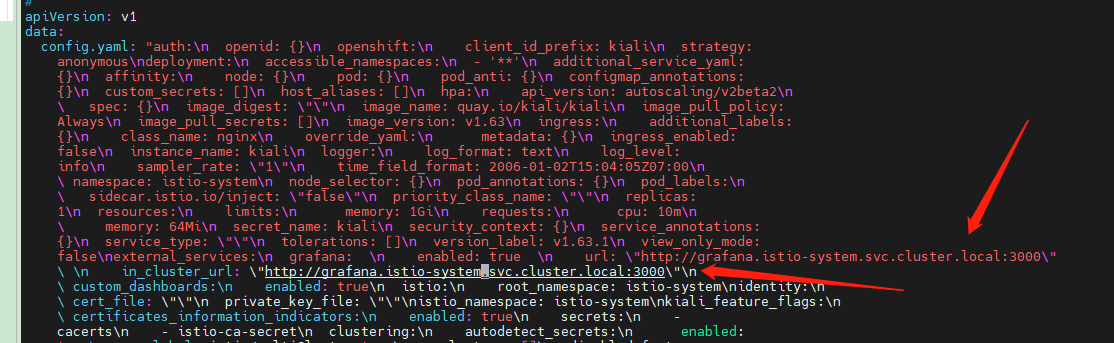 #
apiVersion: v1
data:
  config.yaml: "auth:\n  openid: {}\n  openshift:\n    client_id_prefix: kiali\n  strategy:
    anonymous\ndeployment:\n  accessible_namespaces:\n  - '**'\n  additional_service_yaml:
    {}\n  affinity:\n    node: {}\n    pod: {}\n    pod_anti: {}\n  configmap_annotations:
    {}\n  custom_secrets: []\n  host_aliases: []\n  hpa:\n    api_version: autoscaling/v2beta2\n
    \   spec: {}\n  image_digest: \"\"\n  image_name: quay.io/kiali/kiali\n  image_pull_policy:
    Always\n  image_pull_secrets: []\n  image_version: v1.63\n  ingress:\n    additional_labels:
    {}\n    class_name: nginx\n    override_yaml:\n      metadata: {}\n  ingress_enabled:
    false\n  instance_name: kiali\n  logger:\n    log_format: text\n    log_level:
    info\n    sampler_rate: \"1\"\n    time_field_format: 2006-01-02T15:04:05Z07:00\n
    \ namespace: istio-system\n  node_selector: {}\n  pod_annotations: {}\n  pod_labels:\n
    \   sidecar.istio.io/inject: \"false\"\n  priority_class_name: \"\"\n  replicas:
    1\n  resources:\n    limits:\n      memory: 1Gi\n    requests:\n      cpu: 10m\n
    \     memory: 64Mi\n  secret_name: kiali\n  security_context: {}\n  service_annotations:
    {}\n  service_type: \"\"\n  tolerations: []\n  version_label: v1.63.1\n  view_only_mode:
    false\nexternal_services:\n  grafana:  \n    enabled: true  \n    url: \"http://grafana.istio-system.svc.cluster.local:3000\"
    \ \n    in_cluster_url: \"http://grafana.istio-system.svc.cluster.local:3000\"\n
    \ custom_dashboards:\n    enabled: true\n  istio:\n    root_namespace: istio-system\nidentity:\n
    \ cert_file: \"\"\n  private_key_file: \"\"\nistio_namespace: istio-system\nkiali_feature_flags:\n
    \ certificates_information_indicators:\n    enabled: true\n    secrets:\n    -
    cacerts\n    - istio-ca-secret\n  clustering:\n    autodetect_secrets:\n      enabled: